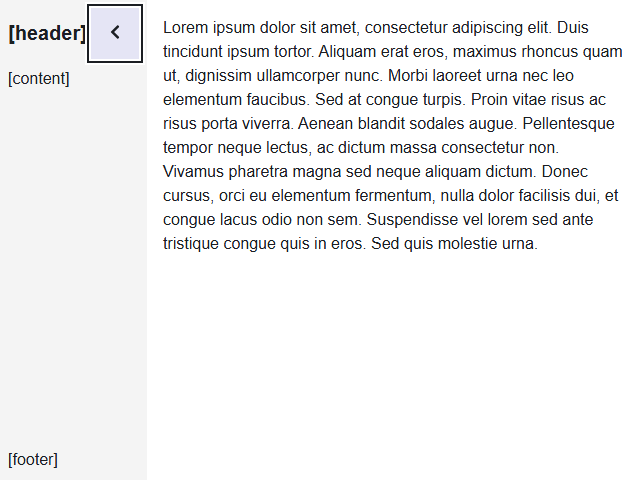 [header]
[content]
[footer]
Lorem ipsum dolor sit amet, consectetur adipiscing elit. Duis
tincidunt ipsum tortor. Aliquam erat eros, maximus rhoncus quam
ut, dignissim ullamcorper nunc. Morbi laoreet urna nec leo
elementum faucibus. Sed at congue turpis. Proin vitae risus ac
risus porta viverra. Aenean blandit sodales augue. Pellentesque
tempor neque lectus, ac dictum massa consectetur non.
Vivamus pharetra magna sed neque aliquam dictum. Donec
cursus, orci eu elementum fermentum, nulla dolor facilisis dui, et
congue lacus odio non sem. Suspendisse vel lorem sed ante
tristique congue quis in eros. Sed quis molestie urna.